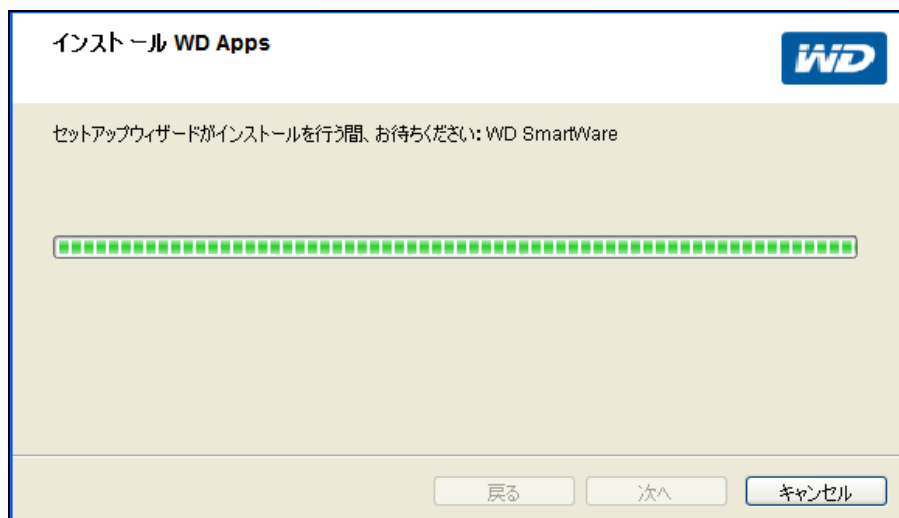 インストール WD Apps
WD
セットアップウィザードがインストールを行う間、お待ちください: WD SmartWare
戻る
次へ
キャンセル